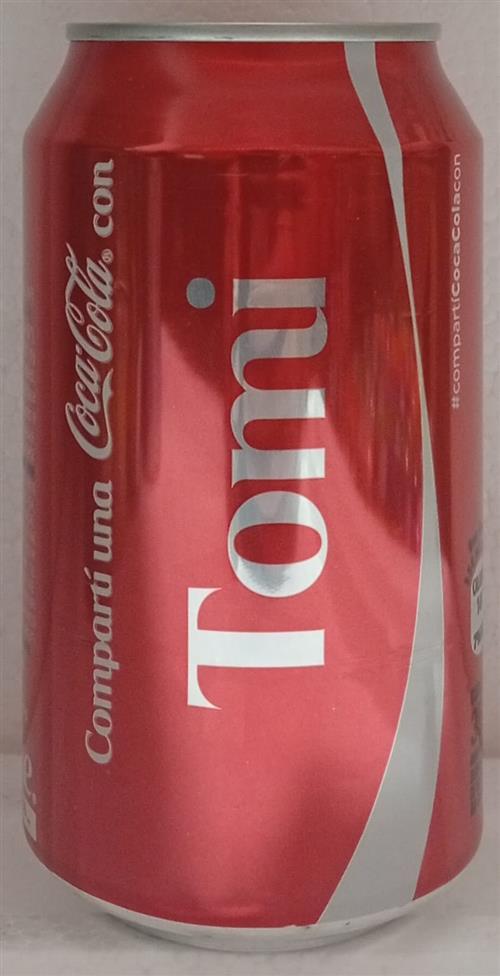 Compartí una Coca-Cola® con
Tomi
#compartíCocaColacon